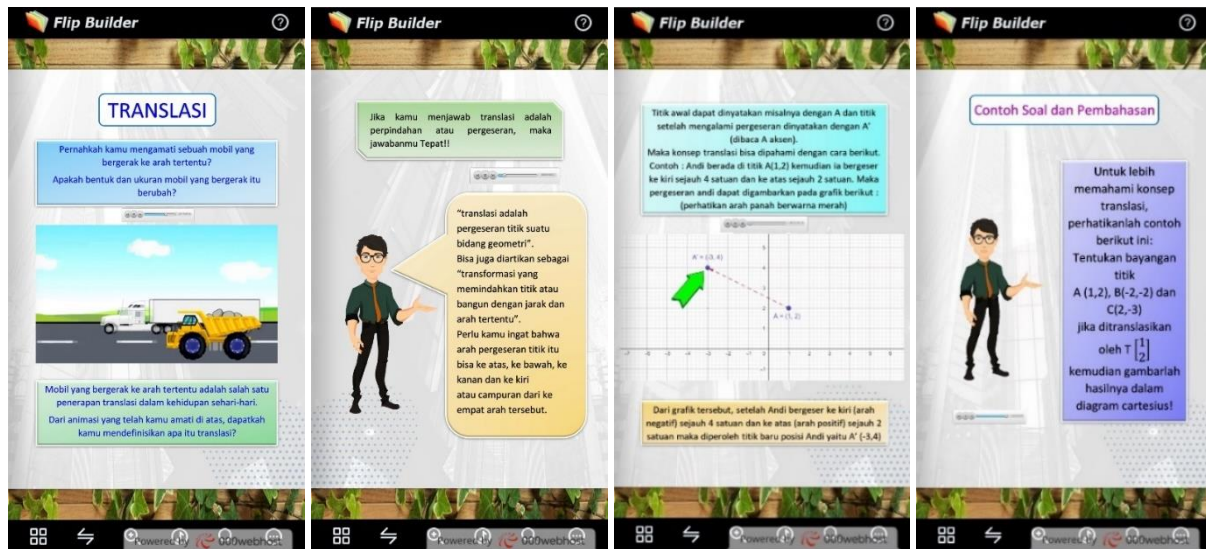 Flip Builder
TRANSLASI
Pernahkah kamu mengamati sebuah mobil yang
bergerak ke arah tertentu?
Apakah bentuk dan ukuran mobil yang bergerak itu
berubah?
Mobil yang bergerak ke arah tertentu adalah salah satu
penerapan translasi dalam kehidupan sehari-hari.
Dari animasi yang telah kamu amati di atas, dapatkah
kamu mendefinisikan apa itu translasi?
Powered by 000webhost
Flip Builder
Jika kamu menjawab translasi adalah
perpindahan atau pergeseran, maka
jawabanmu Tepat!!
"translasi adalah
pergeseran titik suatu
bidang geometri".
Bisa juga diartikan sebagai
"transformasi yang
memindahkan titik atau
bangun dengan jarak dan
arah tertentu".
Perlu kamu ingat bahwa
arah pergeseran titik itu
bisa ke atas, ke bawah, ke
kanan dan ke kiri
atau campuran dari ke
empat arah tersebut.
Powered by 000webhost
Flip Builder
Titik awal dapat dinyatakan misalnya dengan A dan titik
setelah mengalami pergeseran dinyatakan dengan A'
(dibaca A aksen).
Maka konsep translasi bisa dipahami dengan cara berikut.
Contoh : Andi berada di titik A(1,2) kemudian ia bergeser
ke kiri sejauh 4 satuan dan ke atas sejauh 2 satuan. Maka
pergeseran andi dapat digambarkan pada grafik berikut :
(perhatikan arah panah berwarna merah)
A' = (-3, 4)
A = (1, 2)
Dari grafik tersebut, setelah Andi bergeser ke kiri (arah
negatif) sejauh 4 satuan dan ke atas (arah positif) sejauh 2
satuan maka diperoleh titik baru posisi Andi yaitu A' (-3,4)
Powered by 000webhost
Flip Builder
Contoh Soal dan Pembahasan
Untuk lebih
memahami konsep
translasi,
perhatikanlah contoh
berikut ini:
Tentukan bayangan
titik
A (1,2), B(-2,-2) dan
C(2,-3)
jika ditranslasikan
oleh T [1 2]
kemudian gambarlah
hasilnya dalam
diagram cartesius!
Powered by 000webhost